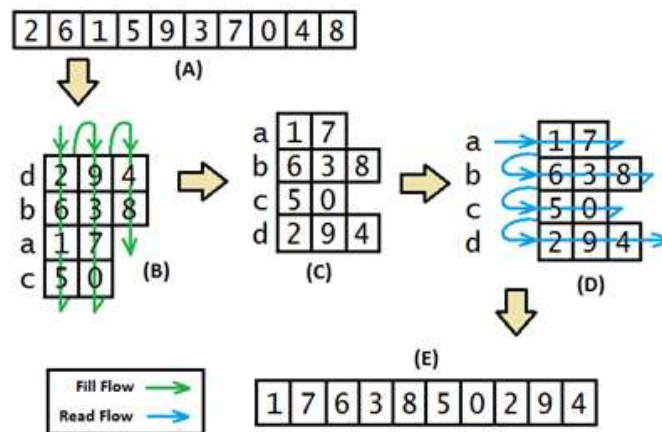 2 6 1 5 9 3 7 0 4 8
(A)
d 2 9 4
b 6 3 8
a 1 7
c 5 0
(B)
a 1 7
b 6 3 8
c 5 0
d 2 9 4
(C)
a 1 7
b 6 3 8
c 5 0
d 2 9 4
(D)
(E)
Fill Flow
Read Flow
1 7 6 3 8 5 0 2 9 4